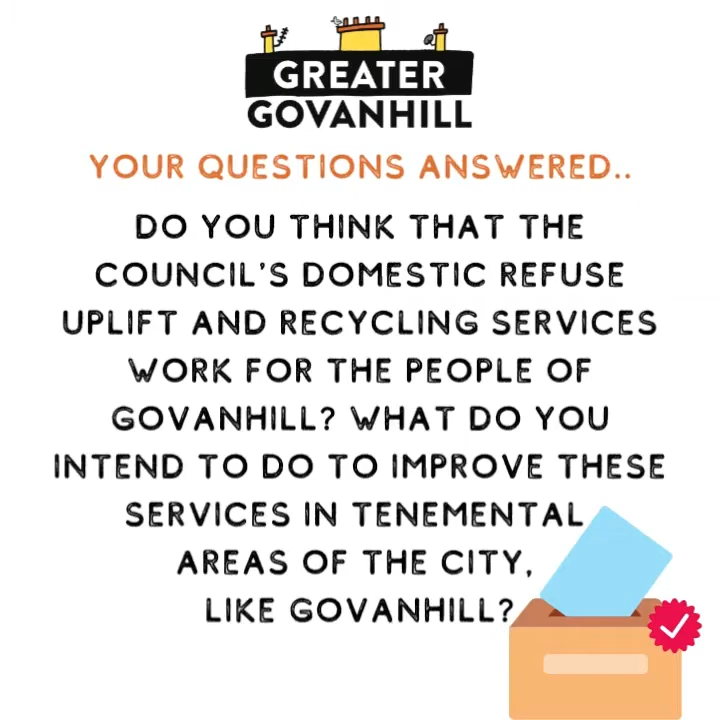 GREATER
GOVANHILL
YOUR QUESTIONS ANSWERED..
DO YOU THINK THAT THE
COUNCIL'S DOMESTIC REFUSE
UPLIFT AND RECYCLING SERVICES
WORK FOR THE PEOPLE OF
GOVANHILL? WHAT DO YOU
INTEND TO DO TO IMPROVE THESE
SERVICES IN TENEMENTAL
AREAS OF THE CITY,
LIKE GOVANHILL?